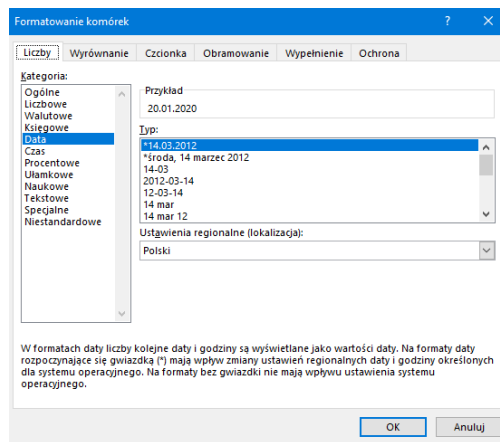 Formatowanie komórek ? ✕
Liczby Wyrównanie Czcionka Obramowanie Wypełnienie Ochrona
Kategoria:
Ogólne
Liczbowe
Walutowe
Księgowe
Data
Czas
Procentowe
Ułamkowe
Naukowe
Tekstowe
Specjalne
Niestandardowe
Przykład
20.01.2020
Typ:
*14.03.2012
*środa, 14 marzec 2012
14-03
2012-03-14
12-03-14
14 mar
14 mar 12
Ustawienia regionalne (lokalizacja):
Polski
W formatach daty liczby kolejne daty i godziny są wyświetlane jako wartości daty. Na formaty daty
rozpoczynające się gwiazdką (*) mają wpływ zmiany ustawień regionalnych daty i godziny określonych
dla systemu operacyjnego. Na formaty bez gwiazdki nie mają wpływu ustawienia systemu
operacyjnego.
OK Anuluj